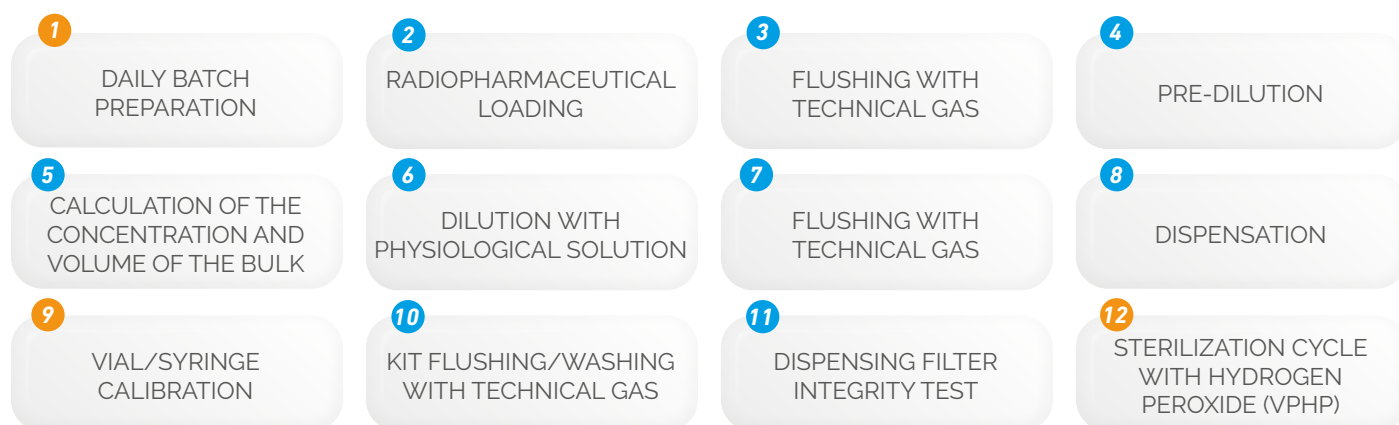 1
DAILY BATCH
PREPARATION
2
RADIOPHARMACEUTICAL
LOADING
3
FLUSHING WITH
TECHNICAL GAS
4
PRE-DILUTION
5
CALCULATION OF THE
CONCENTRATION AND
VOLUME OF THE BULK
6
DILUTION WITH
PHYSIOLOGICAL SOLUTION
7
FLUSHING WITH
TECHNICAL GAS
8
DISPENSATION
9
VIAL/SYRINGE
CALIBRATION
10
KIT FLUSHING/WASHING
WITH TECHNICAL GAS
11
DISPENSING FILTER
INTEGRITY TEST
12
STERILIZATION CYCLE
WITH HYDROGEN
PEROXIDE (VPHP)